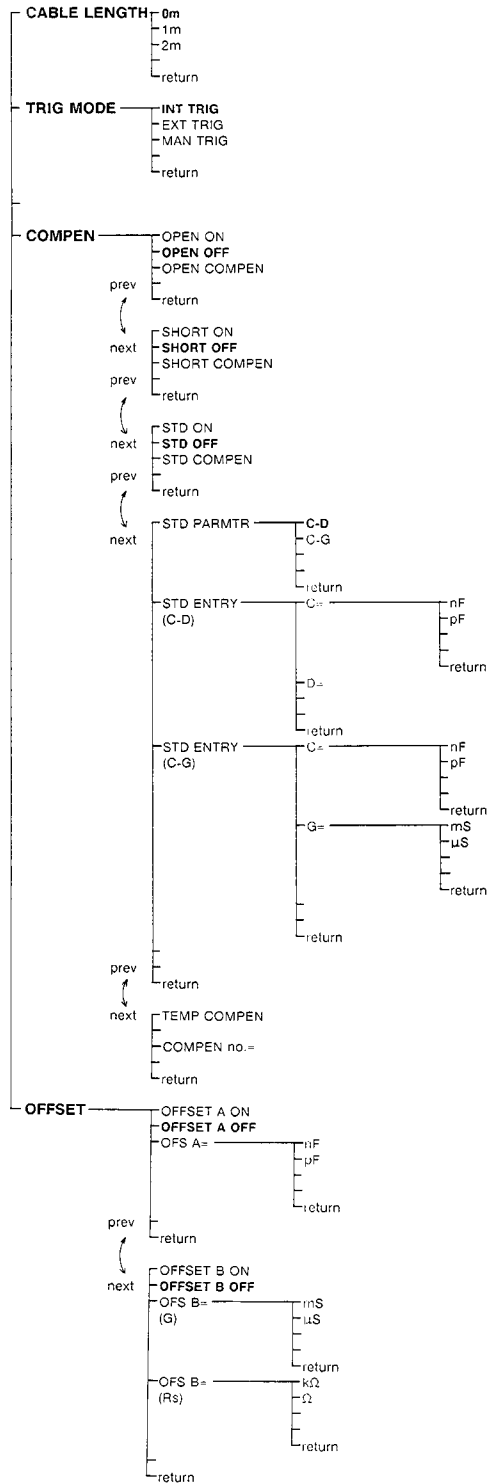 CABLE LENGTH 0m
1m
2m
return
TRIG MODE INT TRIG
EXT TRIG
MAN TRIG
return
COMPEN OPEN ON
OPEN OFF
OPEN COMPEN
prev
return
SHORT ON
next SHORT OFF
SHORT COMPEN
prev
return
STD ON
next STD OFF
STD COMPEN
prev
return
next STD PARMTR C-D
C-G
return
STD ENTRY C= nF
(C-D) pF
return
D=
return
STD ENTRY C= nF
(C-G) pF
return
G= mS
µS
return
return
prev
return
next TEMP COMPEN
COMPEN no.=
return
OFFSET OFFSET A ON
OFFSET A OFF
OFS A= nF
pF
return
prev
return
OFFSET B ON
next OFFSET B OFF
OFS B= mS
(G) µS
return
OFS B= kΩ
(Rs) Ω
return
return